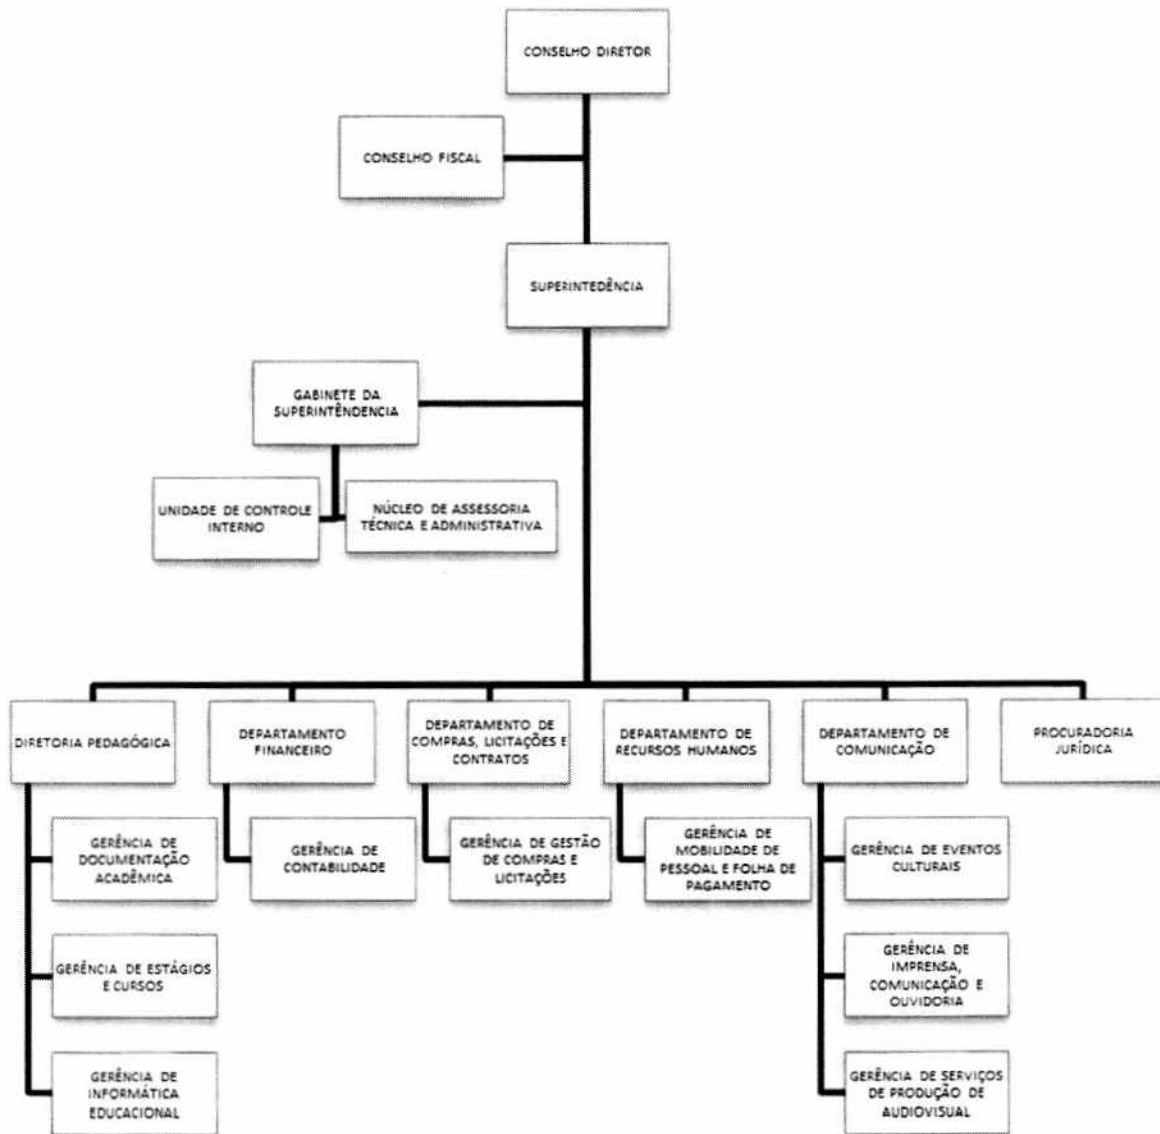 CONSELHO DIRETOR
CONSELHO FISCAL
SUPERINTEDÊNCIA
GABINETE DA
SUPERINTÊNDENCIA
UNIDADE DE CONTROLE
INTERNO
NÚCLEO DE ASSESSORIA
TÉCNICA E ADMINISTRATIVA
DIRETORIA PEDAGÓGICA
DEPARTAMENTO
FINANCEIRO
DEPARTAMENTO DE
COMPRAS, LICITAÇÕES E
CONTRATOS
DEPARTAMENTO DE
RECURSOS HUMANOS
DEPARTAMENTO DE
COMUNICAÇÃO
PROCURADORIA
JURÍDICA
GERÊNCIA DE
DOCUMENTAÇÃO
ACADÊMICA
GERÊNCIA DE
CONTABILIDADE
GERÊNCIA DE GESTÃO
DE COMPRAS E
LICITAÇÕES
GERÊNCIA DE
MOBILIDADE DE
PESSOAL E FOLHA DE
PAGAMENTO
GERÊNCIA DE EVENTOS
CULTURAIS
GERÊNCIA DE ESTÁGIOS
E CURSOS
GERÊNCIA DE
IMPRENSA,
COMUNICAÇÃO E
OUVIDORIA
GERÊNCIA DE
INFORMÁTICA
EDUCACIONAL
GERÊNCIA DE SERVIÇOS
DE PRODUÇÃO DE
AUDIOVISUAL